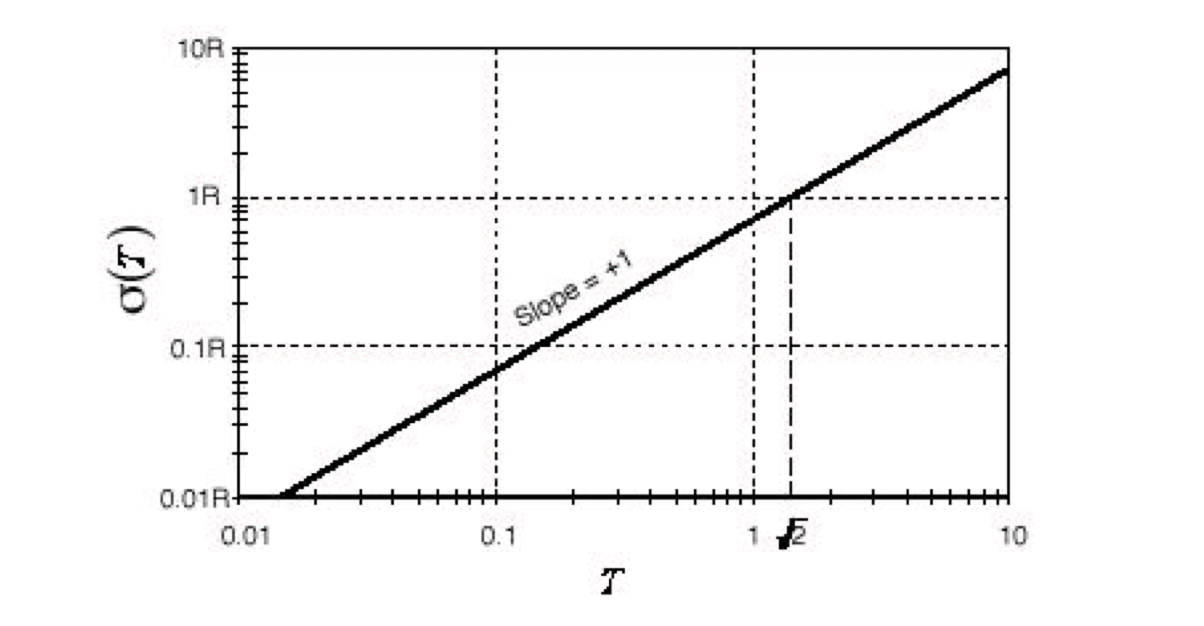 10R
1R
σ(T)
Slope = +1
0.1R
0.01R
0.01 0.1 1 √2 10
T